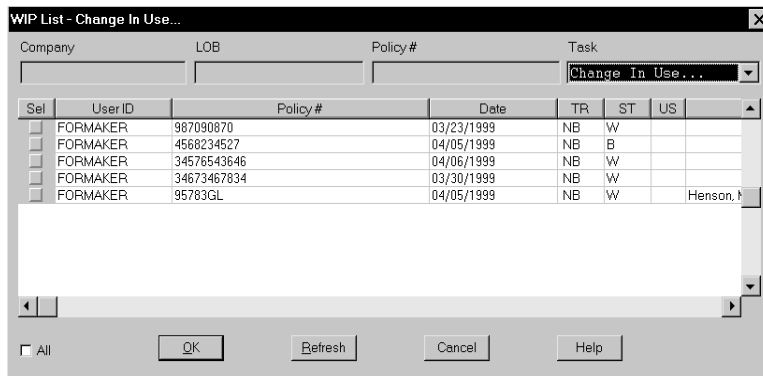 WIP List - Change In Use...
Company LOB Policy # Task
Change In Use...
Sel User ID Policy # Date TR ST US
FORMAKER 987090870 03/23/1999 NB W
FORMAKER 4568234527 04/05/1999 NB B
FORMAKER 34576543646 04/06/1999 NB W
FORMAKER 34673467834 03/30/1999 NB W
FORMAKER 95783GL 04/05/1999 NB W Henson,
All OK Refresh Cancel Help